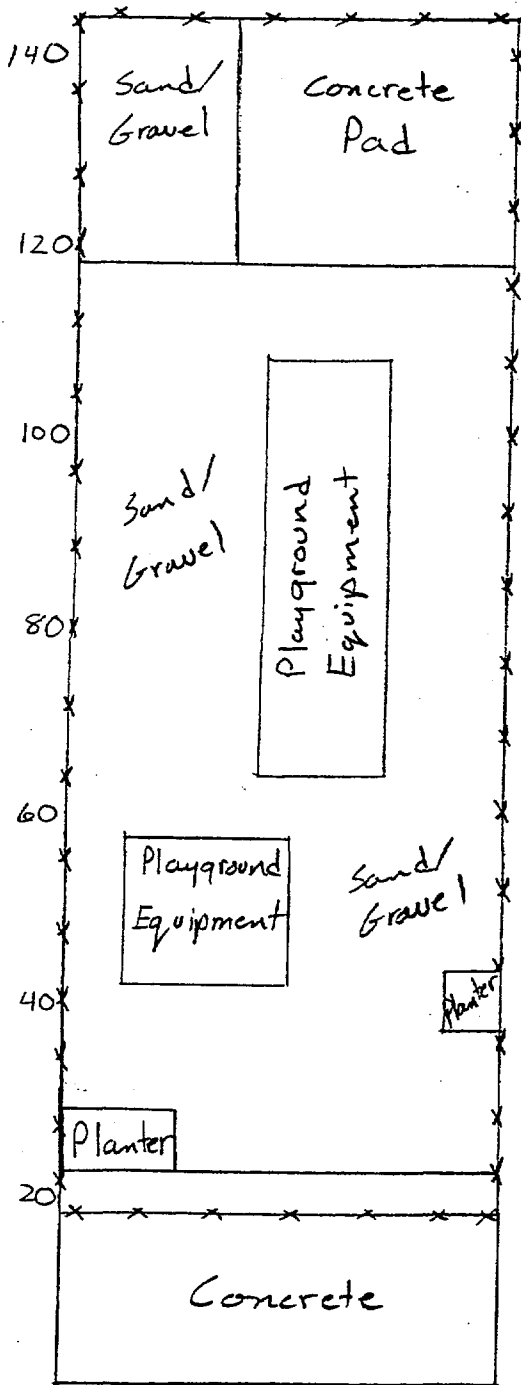 140
Sand/
Gravel
Concrete
Pad
120
100
Sand/
Gravel
Playground
Equipment
80
60
Playground
Equipment
Sand/
Gravel
40
Planter
Planter
20
Concrete